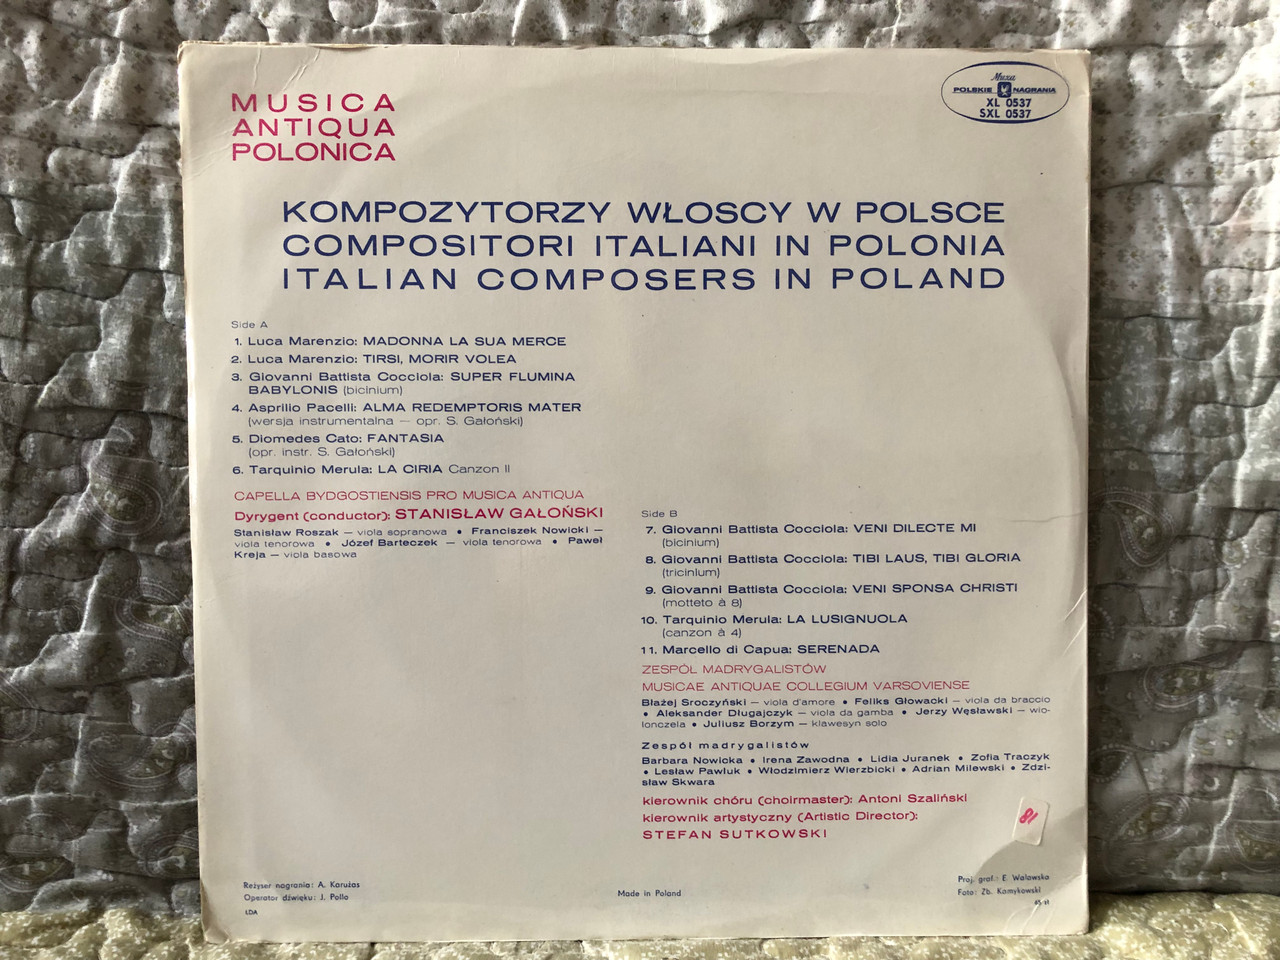 MUSICA
ANTIQUA
POLONICA
Muza
POLSKIE NAGRANIA
XL 0537
SXL 0537
KOMPOZYTORZY WŁOSCY W POLSCE
COMPOSITORI ITALIANI IN POLONIA
ITALIAN COMPOSERS IN POLAND
Side A
1. Luca Marenzio: MADONNA LA SUA MERCE
2. Luca Marenzio: TIRSI, MORIR VOLEA
3. Giovanni Battista Cocciola: SUPER FLUMINA
BABYLONIS (bicinium)
4. Asprilio Pacelli: ALMA REDEMPTORIS MATER
(wersja instrumentalna — opr. S. Gałoński)
5. Diomedes Cato: FANTASIA
(opr. instr. S. Gałoński)
6. Tarquinio Merula: LA CIRIA Canzon II
CAPELLA BYDGOSTIENSIS PRO MUSICA ANTIQUA
Dyrygent (conductor): STANISŁAW GAŁOŃSKI
Stanisław Roszak — viola sopranowa • Franciszek Nowicki —
viola tenorowa • Józef Barteczek — viola tenorowa • Paweł
Kreja — viola basowa
Side B
7. Giovanni Battista Cocciola: VENI DILECTE MI
(bicinium)
8. Giovanni Battista Cocciola: TIBI LAUS, TIBI GLORIA
(tricinium)
9. Giovanni Battista Cocciola: VENI SPONSA CHRISTI
(motteto à 8)
10. Tarquinio Merula: LA LUSIGNUOLA
(canzon à 4)
11. Marcello di Capua: SERENADA
ZESPÓŁ MADRYGALISTÓW
MUSICAE ANTIQUAE COLLEGIUM VARSOVIENSE
Błażej Sroczyński — viola d'amore • Feliks Głowacki — viola da braccio
• Aleksander Długajczyk — viola da gamba • Jerzy Węsławski — wio-
lonczela • Juliusz Borzym — klawesyn solo
Zespół madrygalistów
Barbara Nowicka • Irena Zawodna • Lidia Juranek • Zofia Traczyk
• Lesław Pawluk • Włodzimierz Wierzbicki • Adrian Milewski • Zdzi-
sław Skwara
kierownik chóru (choirmaster): Antoni Szaliński
kierownik artystyczny (Artistic Director):
STEFAN SUTKOWSKI
81
Reżyser nagrania: A. Karużas
Operator dźwięku: J. Pollo
ŁDA
Made in Poland
Proj. graf.: E. Walawska
Foto: Zb. Kamykowski
65 zł